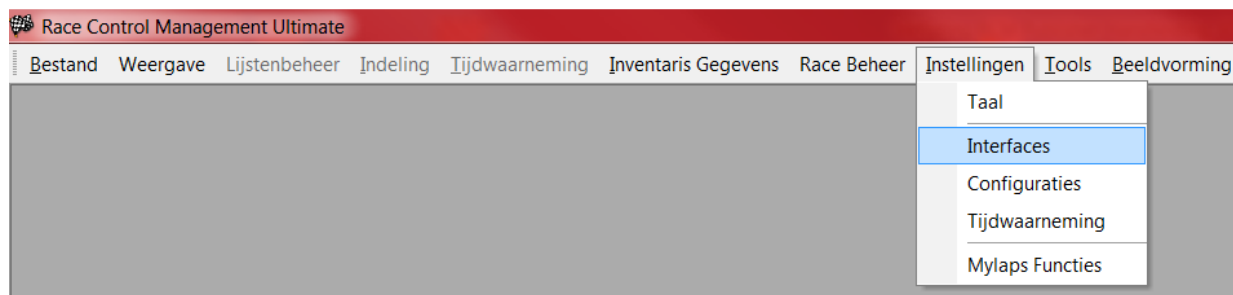 Race Control Management Ultimate
Bestand Weergave Lijstenbeheer Indeling Tijdwaarneming Inventaris Gegevens Race Beheer Instellingen Tools Beeldvorming
Taal
Interfaces
Configuraties
Tijdwaarneming
Mylaps Functies